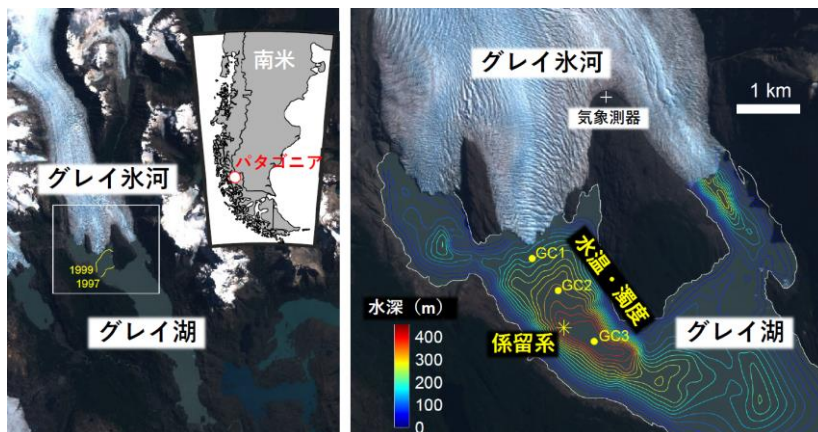 南米
パタゴニア
グレイ氷河
1999
1997
グレイ湖
グレイ氷河
気象測器
1 km
GC1
GC2
GC3
水温・濁度
水深（m）
400
300
200
100
0
係留系
グレイ湖